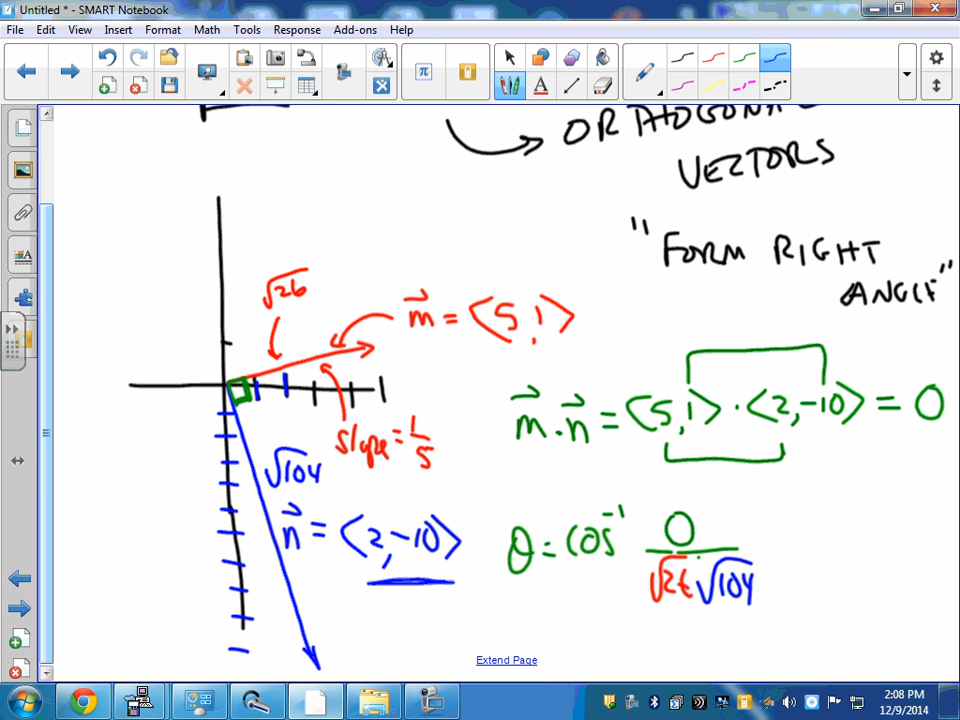 Untitled * - SMART Notebook
File Edit View Insert Format Math Tools Response Add-ons Help
ORTHOGONAL
VECTORS
"FORM RIGHT
ANGLE"
√26
m⃗ = ⟨5,1⟩
m⃗·n⃗ = ⟨5,1⟩·⟨2,-10⟩ = 0
slope = 1/5
√104
n⃗ = ⟨2,-10⟩
θ = cos⁻¹ 0/(√26 √104)
Extend Page
2:08 PM
12/9/2014